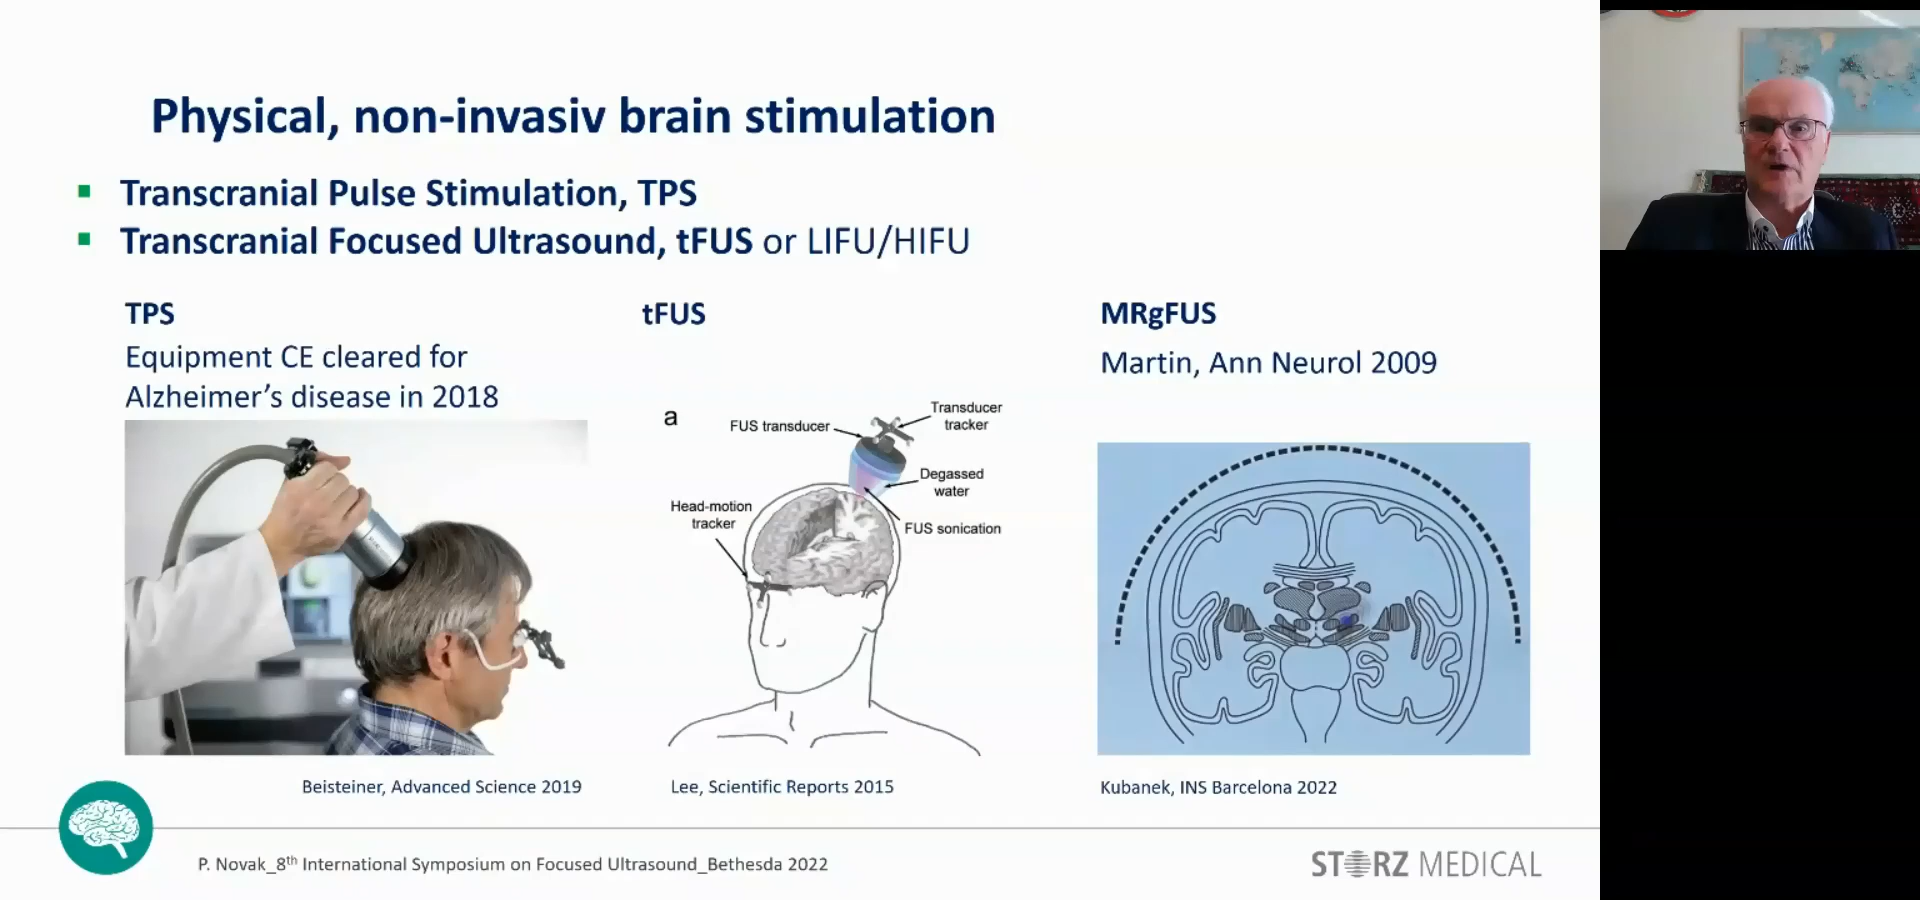 Physical, non-invasiv brain stimulation
Transcranial Pulse Stimulation, TPS
Transcranial Focused Ultrasound, tFUS or LIFU/HIFU
TPS
Equipment CE cleared for
Alzheimer’s disease in 2018
tFUS
MRgFUS
Martin, Ann Neurol 2009
a
FUS transducer
Transducer
tracker
Degassed
water
Head-motion
tracker
FUS sonication
Beisteiner, Advanced Science 2019
Lee, Scientific Reports 2015
Kubanek, INS Barcelona 2022
P. Novak_8th International Symposium on Focused Ultrasound_Bethesda 2022
STORZ MEDICAL